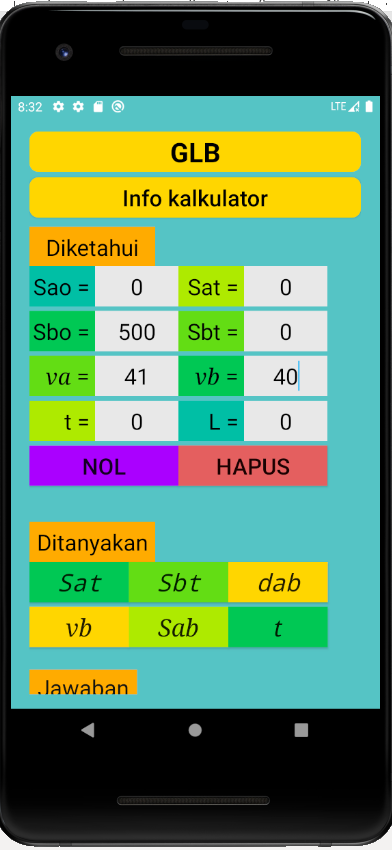 8:32 LTE
GLB
Info kalkulator
Diketahui
Sao = 0 Sat = 0
Sbo = 500 Sbt = 0
va = 41 vb = 40
t = 0 L = 0
NOL HAPUS
Ditanyakan
Sat Sbt dab
vb Sab t
Jawaban